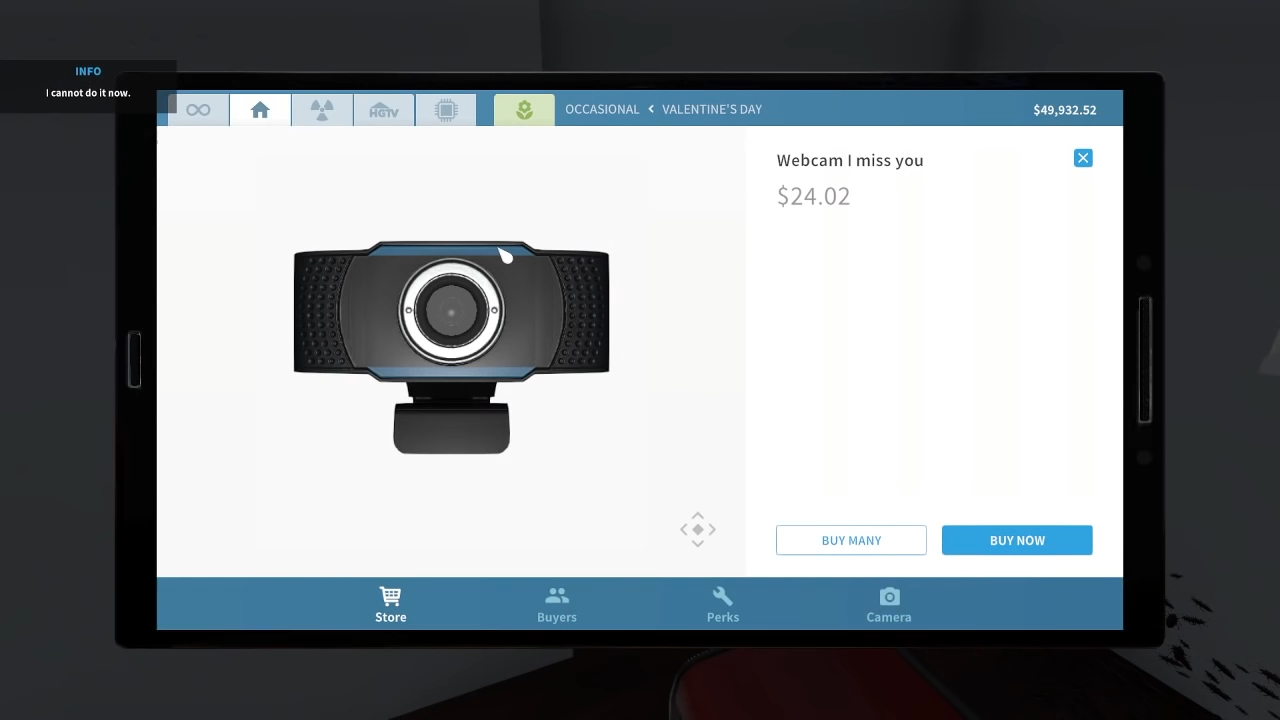 INFO
I cannot do it now.
HGTV
OCCASIONAL < VALENTINE'S DAY
$49,932.52
Webcam I miss you
$24.02
BUY MANY
BUY NOW
Store
Buyers
Perks
Camera